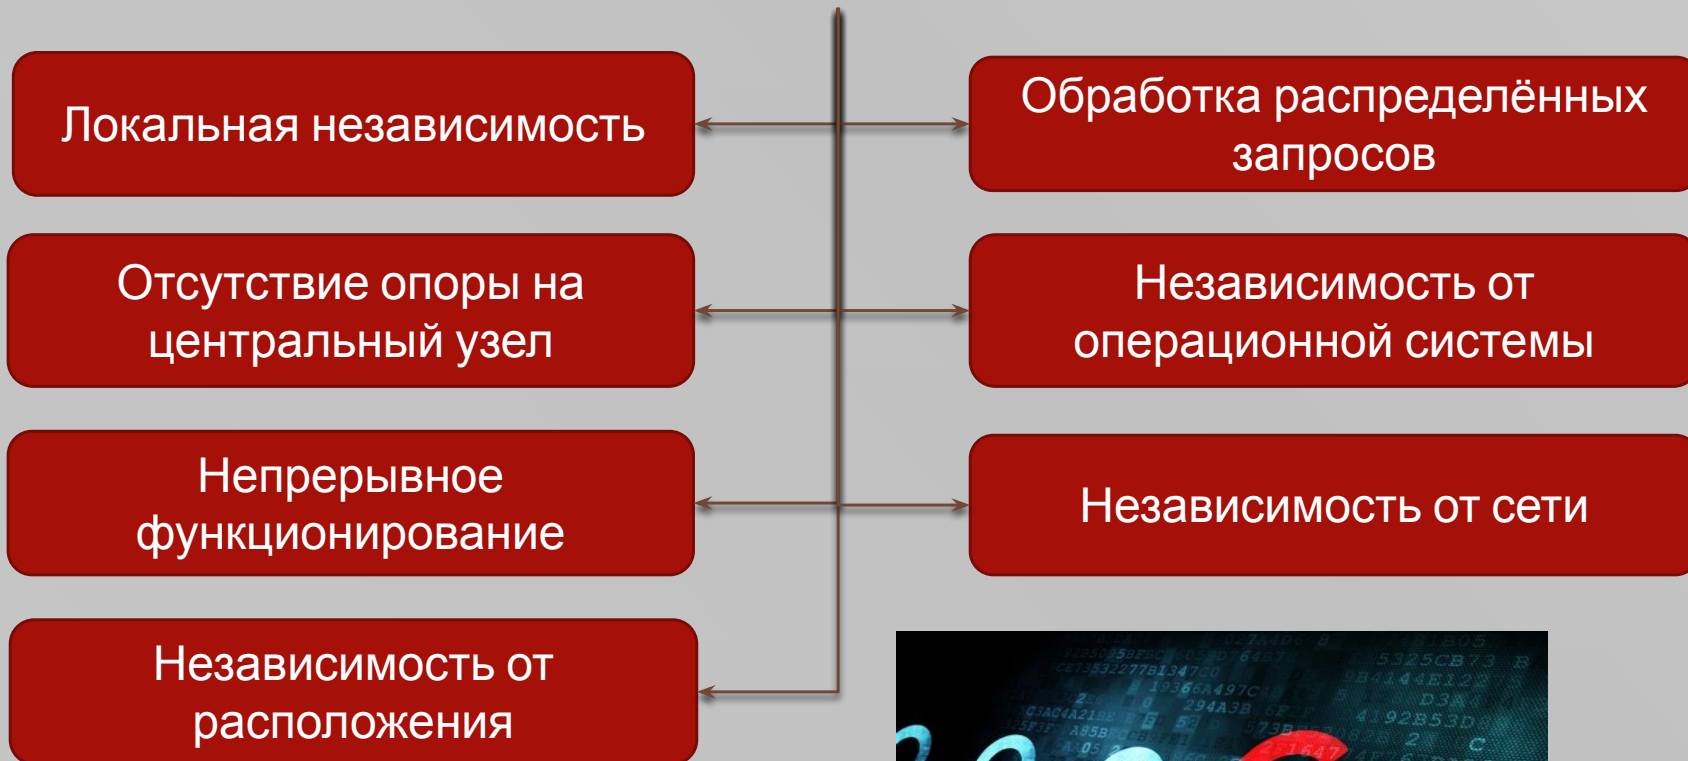 Локальная независимость
Отсутствие опоры на
центральный узел
Непрерывное
функционирование
Независимость от
расположения
Обработка распределённых
запросов
Независимость от
операционной системы
Независимость от сети